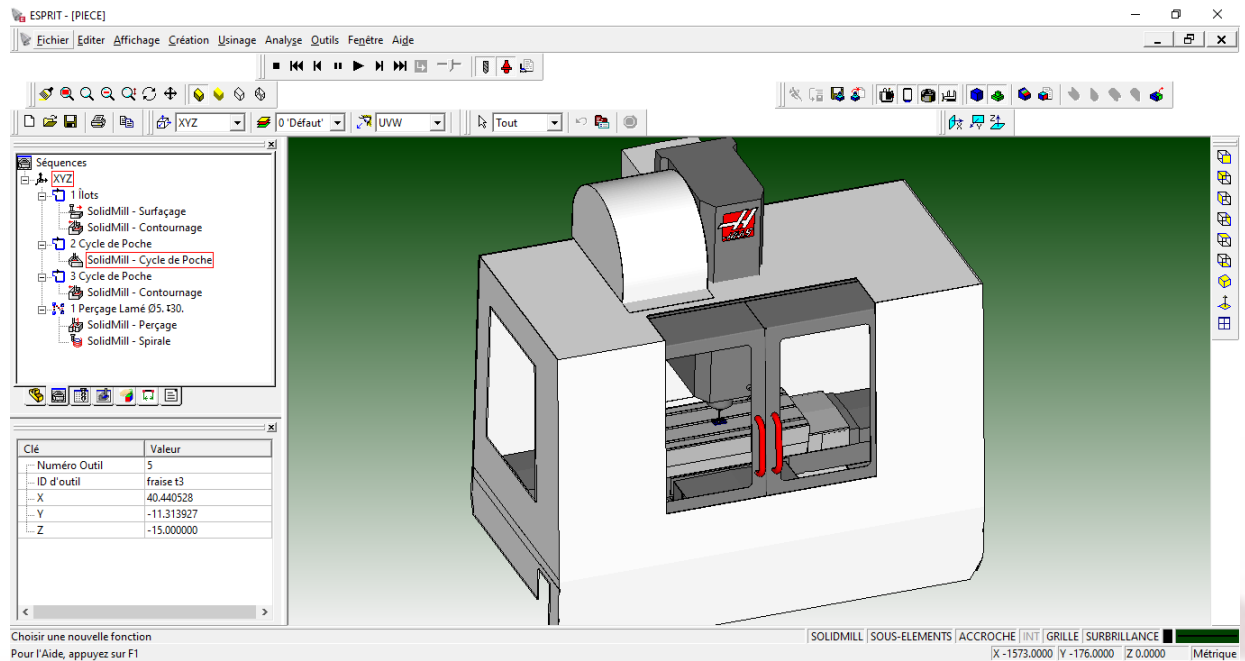 ESPRIT - [PIECE]
Fichier Editer Affichage Création Usinage Analyse Outils Fenêtre Aide
XYZ 0 'Défaut' UVW Tout
Séquences
XYZ
1 Îlots
SolidMill - Surfaçage
SolidMill - Contournage
2 Cycle de Poche
SolidMill - Cycle de Poche
3 Cycle de Poche
SolidMill - Contournage
1 Perçage Lamé Ø5. ↧30.
SolidMill - Perçage
SolidMill - Spirale
Clé Valeur
Numéro Outil 5
ID d'outil fraise t3
X 40.440528
Y -11.313927
Z -15.000000
Choisir une nouvelle fonction
SOLIDMILL SOUS-ELEMENTS ACCROCHE INT GRILLE SURBRILLANCE
Pour l'Aide, appuyez sur F1
X -1573.0000 Y -176.0000 Z 0.0000 Métrique